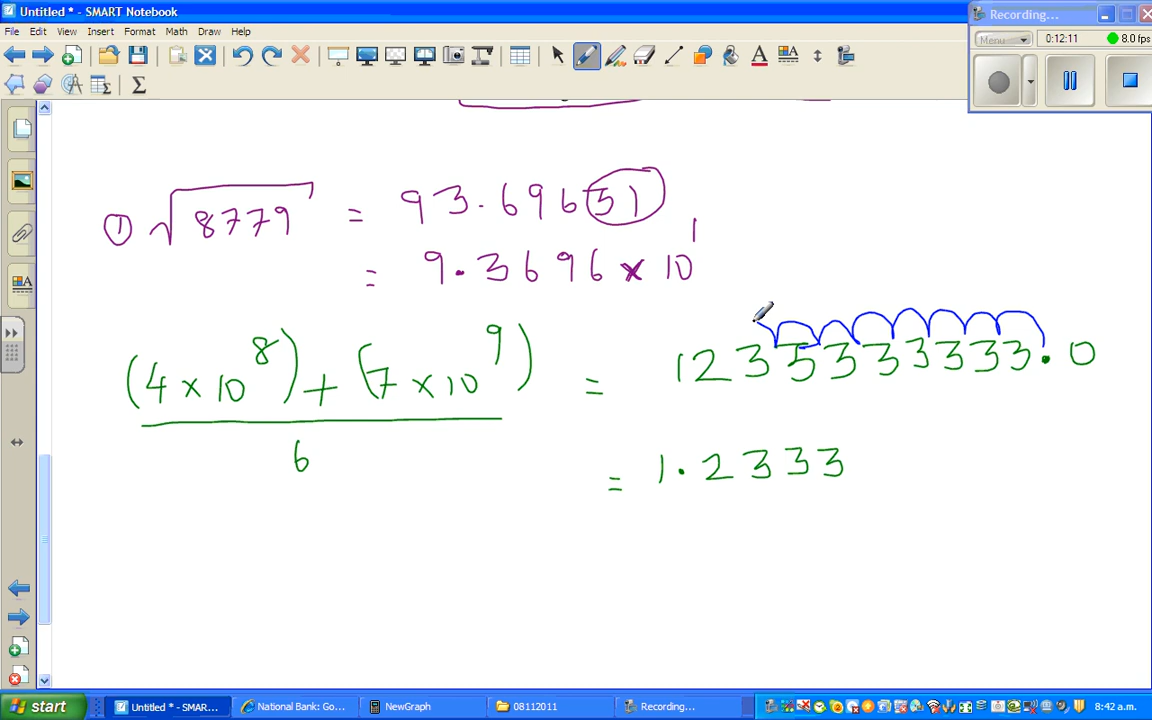 Untitled * - SMART Notebook
File Edit View Insert Format Math Draw Help
Recording...
Menu 0:12:11 8.0 fps
① √8779 = 93.69651
= 9.3696 × 10¹
(4 × 10⁸) + (7 × 10⁹)
6
= 1235333333.0
= 1.2333
start Untitled * - SMAR... National Bank: Go... NewGraph 08112011 Recording... 8:42 a.m.